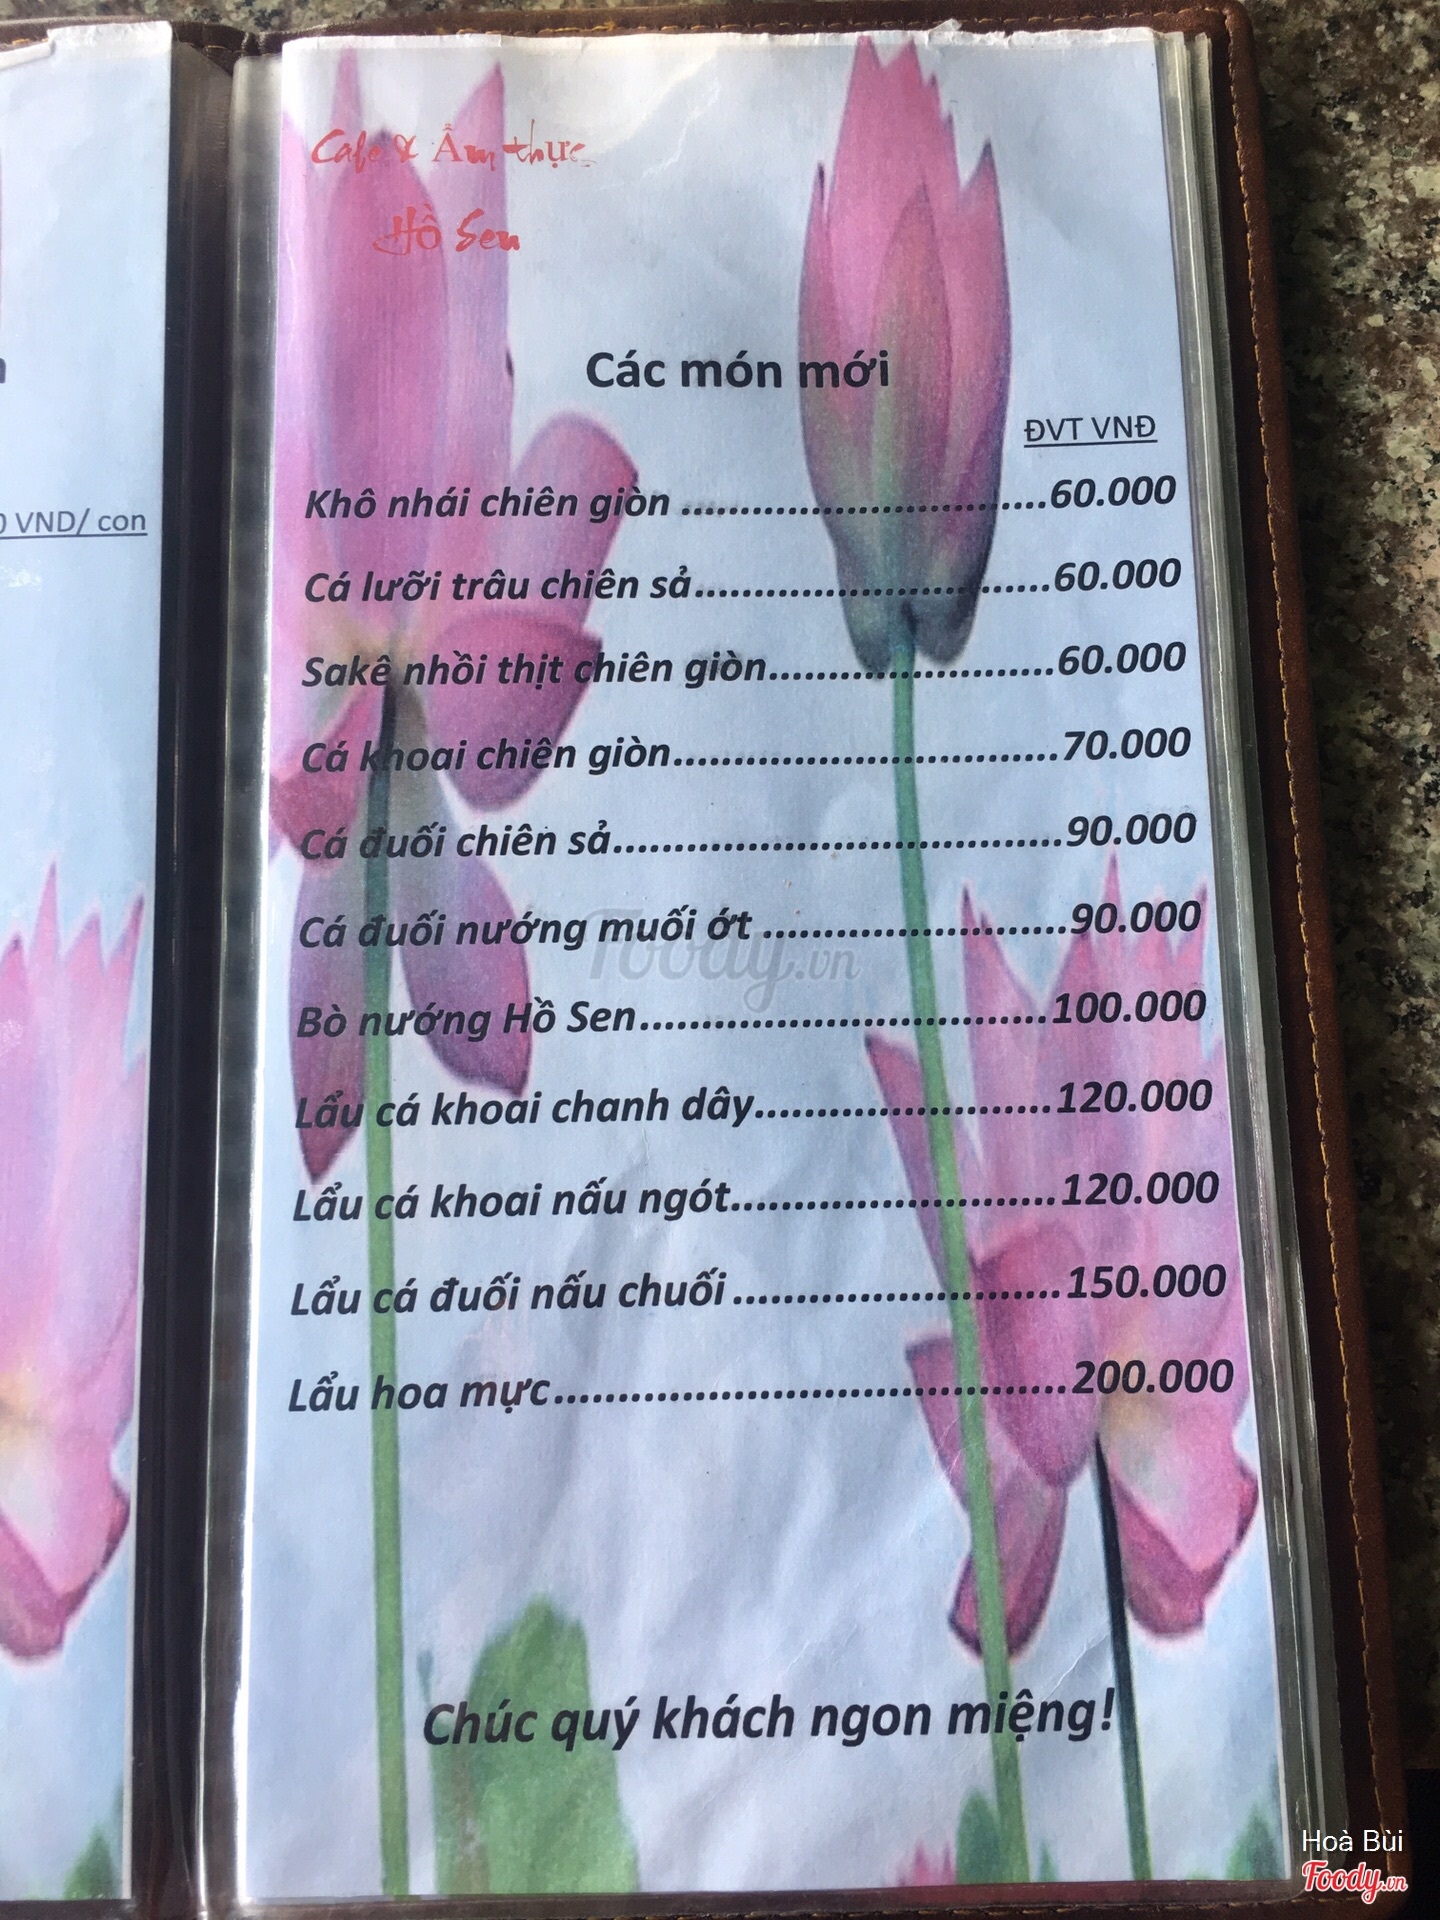 0 VND/ con
Cafe & Ẩm thực
Hồ Sen
Các món mới
ĐVT VNĐ
Khô nhái chiên giòn ..............................60.000
Cá lưỡi trâu chiên sả..............................60.000
Sakê nhồi thịt chiên giòn........................60.000
Cá khoai chiên giòn................................70.000
Cá đuối chiên sả.....................................90.000
Cá đuối nướng muối ớt .........................90.000
Bò nướng Hồ Sen.................................100.000
Lẩu cá khoai chanh dây........................120.000
Lẩu cá khoai nấu ngót..........................120.000
Lẩu cá đuối nấu chuối ..........................150.000
Lẩu hoa mực.........................................200.000
Foody.vn
Chúc quý khách ngon miệng!
Hoà Bùi
Foody.vn